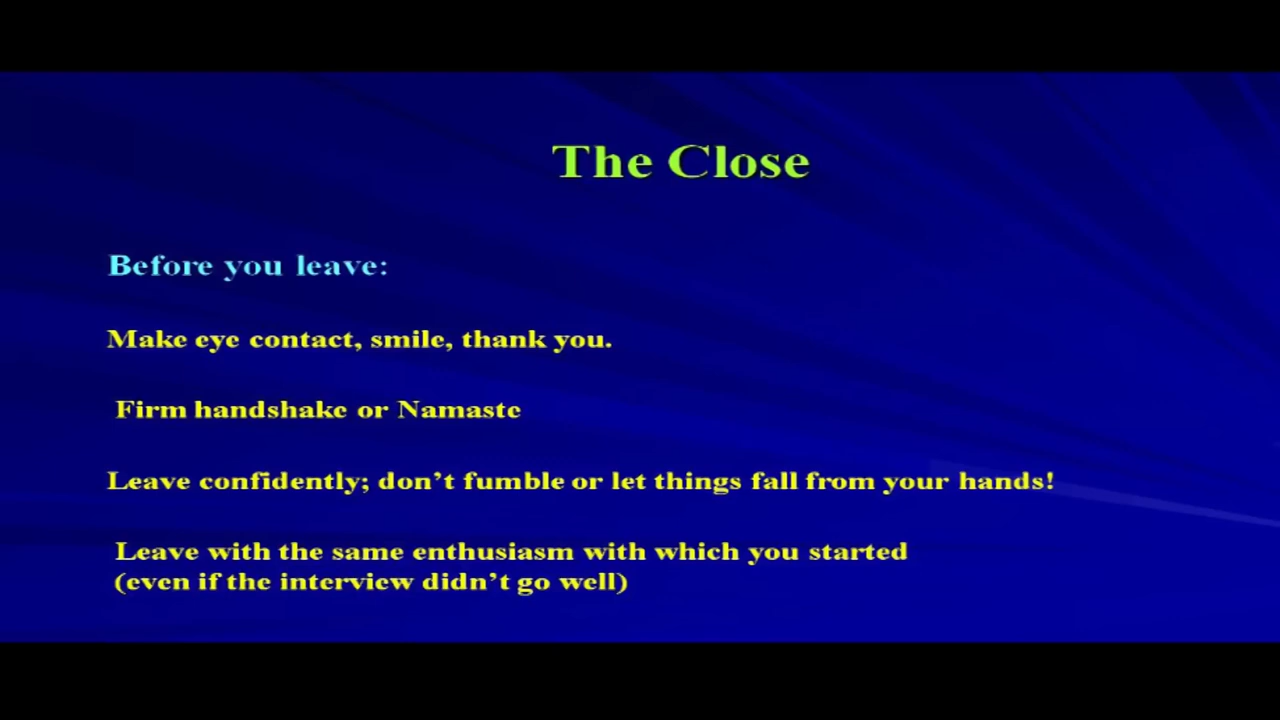 The Close
Before you leave:
Make eye contact, smile, thank you.
Firm handshake or Namaste
Leave confidently; don’t fumble or let things fall from your hands!
Leave with the same enthusiasm with which you started
(even if the interview didn’t go well)